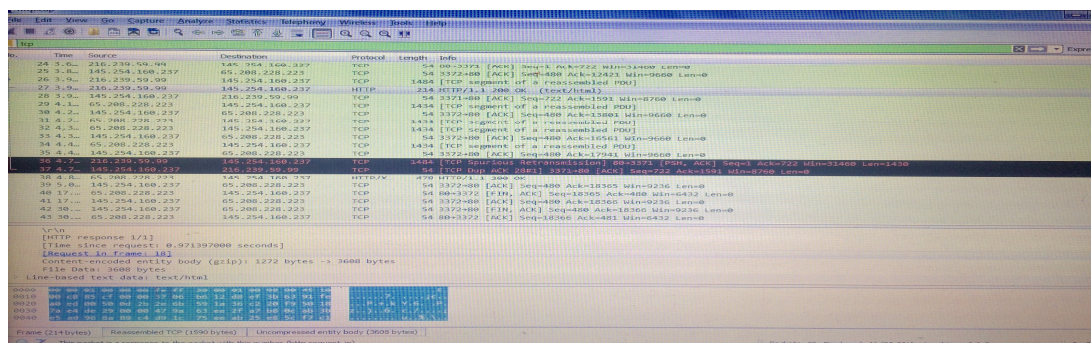 File Edit View Go Capture Analyze Statistics Telephony Wireless Tools Help
tcp
No. Time Source Destination Protocol Length Info
24 3.6… 216.239.59.99 145.254.160.237 TCP 54 80→3371 [ACK] Seq=1 Ack=722 Win=31460 Len=0
25 3.8… 145.254.160.237 65.208.228.223 TCP 54 3372→80 [ACK] Seq=480 Ack=12421 Win=9660 Len=0
26 3.9… 216.239.59.99 145.254.160.237 TCP 1484 [TCP segment of a reassembled PDU]
27 3.9… 216.239.59.99 145.254.160.237 HTTP 214 HTTP/1.1 200 OK (text/html)
28 3.9… 145.254.160.237 216.239.59.99 TCP 54 3371→80 [ACK] Seq=722 Ack=1591 Win=8760 Len=0
29 4.1… 65.208.228.223 145.254.160.237 TCP 1434 [TCP segment of a reassembled PDU]
30 4.2… 145.254.160.237 65.208.228.223 TCP 54 3372→80 [ACK] Seq=480 Ack=13801 Win=9660 Len=0
31 4.2… 65.208.228.223 145.254.160.237 TCP 1434 [TCP segment of a reassembled PDU]
32 4.3… 65.208.228.223 145.254.160.237 TCP 1434 [TCP segment of a reassembled PDU]
33 4.3… 145.254.160.237 65.208.228.223 TCP 54 3372→80 [ACK] Seq=480 Ack=16561 Win=9660 Len=0
34 4.4… 65.208.228.223 145.254.160.237 TCP 1434 [TCP segment of a reassembled PDU]
35 4.4… 145.254.160.237 65.208.228.223 TCP 54 3372→80 [ACK] Seq=480 Ack=17941 Win=9660 Len=0
36 4.7… 216.239.59.99 145.254.160.237 TCP 1484 [TCP Spurious Retransmission] 80→3371 [PSH, ACK] Seq=1 Ack=722 Win=31460 Len=1430
37 4.7… 145.254.160.237 216.239.59.99 TCP 54 [TCP Dup ACK 28#1] 3371→80 [ACK] Seq=722 Ack=1591 Win=8760 Len=0
38 4.8… 65.208.228.223 145.254.160.237 HTTP/X… 478 HTTP/1.1 200 OK
39 5.0… 145.254.160.237 65.208.228.223 TCP 54 3372→80 [ACK] Seq=480 Ack=18365 Win=9236 Len=0
40 17.… 65.208.228.223 145.254.160.237 TCP 54 80→3372 [FIN, ACK] Seq=18365 Ack=480 Win=6432 Len=0
41 17.… 145.254.160.237 65.208.228.223 TCP 54 3372→80 [ACK] Seq=480 Ack=18366 Win=9236 Len=0
42 30.… 145.254.160.237 65.208.228.223 TCP 54 3372→80 [FIN, ACK] Seq=480 Ack=18366 Win=9236 Len=0
43 30.… 65.208.228.223 145.254.160.237 TCP 54 80→3372 [ACK] Seq=18366 Ack=481 Win=6432 Len=0
\r\n
[HTTP response 1/1]
[Time since request: 0.971397000 seconds]
[Request in frame: 18]
Content-encoded entity body (gzip): 1272 bytes -> 3608 bytes
File Data: 3608 bytes
Line-based text data: text/html
0000
0010
0020
0030
0040
Frame (214 bytes) Reassembled TCP (1590 bytes) Uncompressed entity body (3608 bytes)